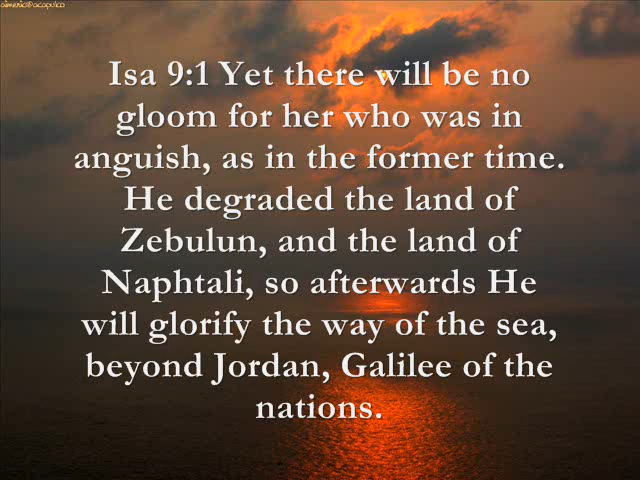 aimeric@acapulco
Isa 9:1 Yet there will be no
gloom for her who was in
anguish, as in the former time.
He degraded the land of
Zebulun, and the land of
Naphtali, so afterwards He
will glorify the way of the sea,
beyond Jordan, Galilee of the
nations.